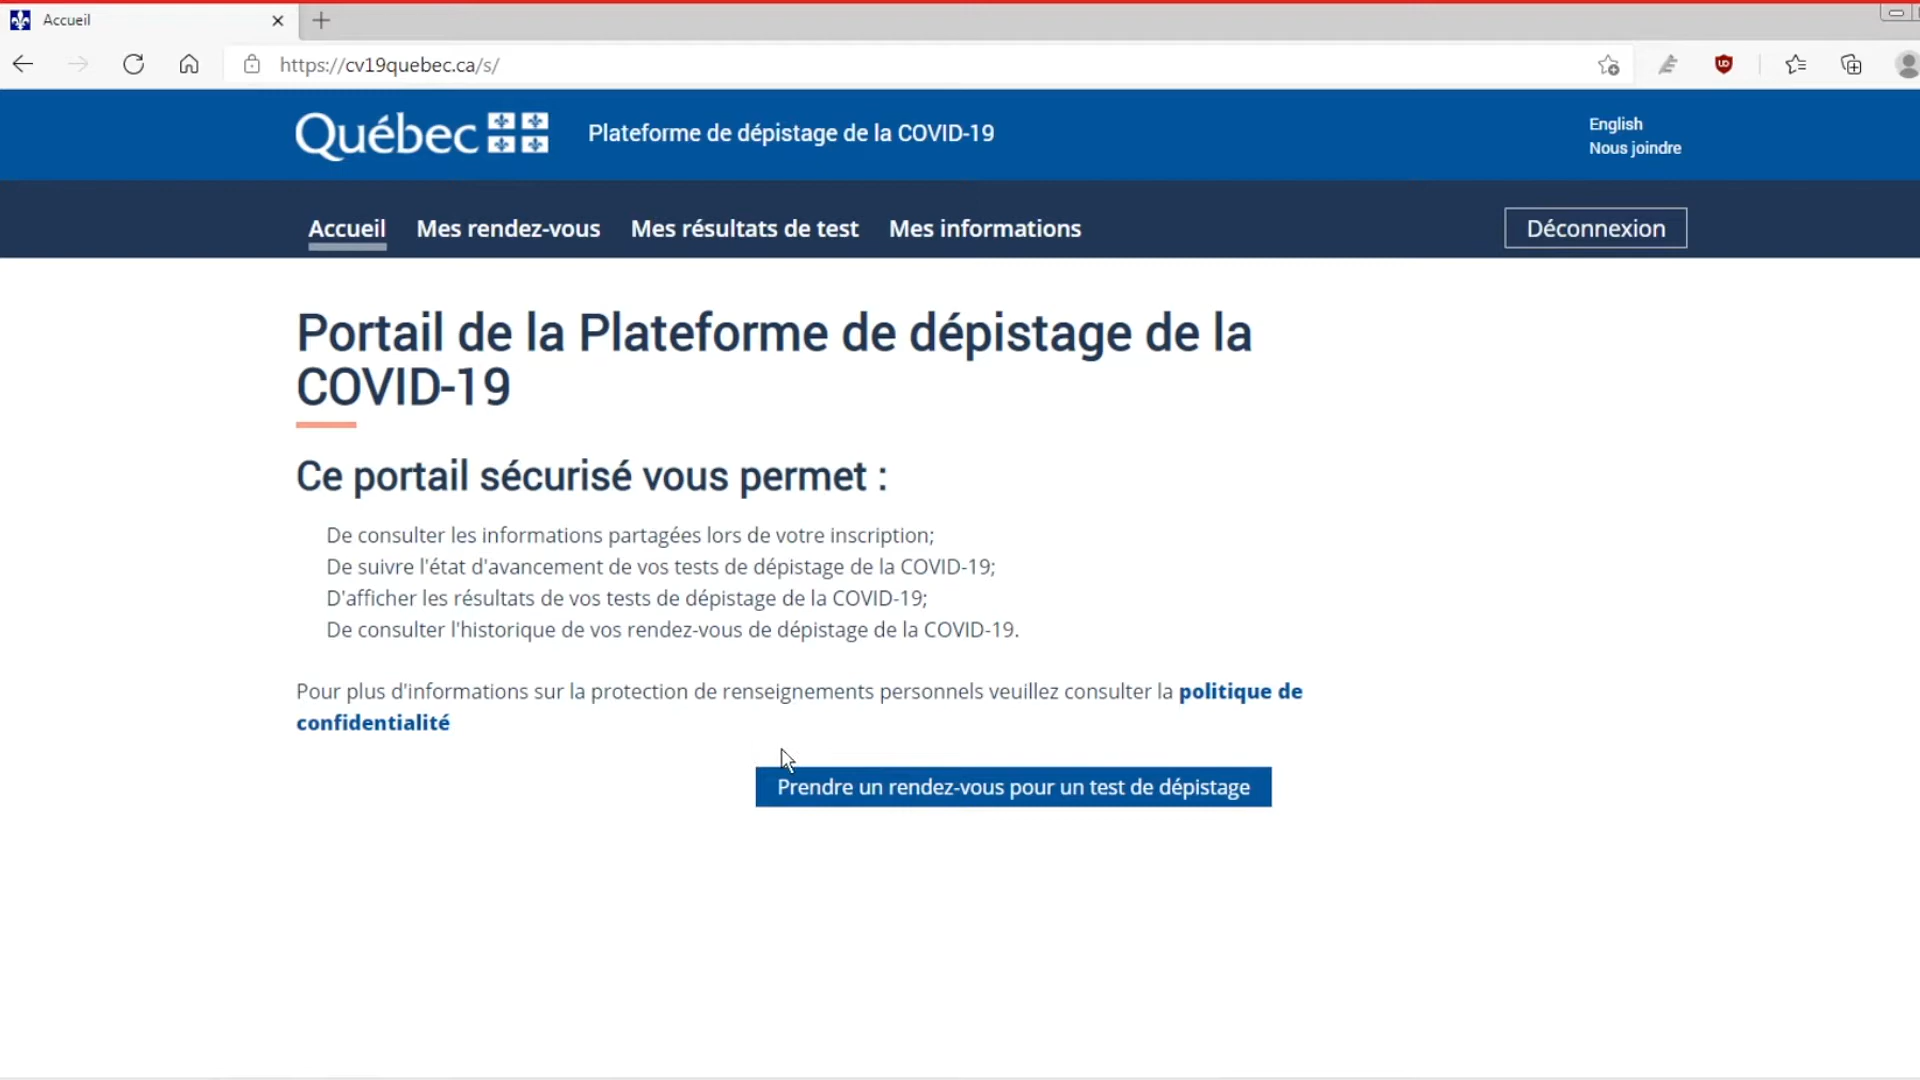 Accueil
https://cv19quebec.ca/s/
Québec
Plateforme de dépistage de la COVID-19
English
Nous joindre
Accueil
Mes rendez-vous
Mes résultats de test
Mes informations
Déconnexion
Portail de la Plateforme de dépistage de la
COVID-19
Ce portail sécurisé vous permet :
De consulter les informations partagées lors de votre inscription;
De suivre l'état d'avancement de vos tests de dépistage de la COVID-19;
D'afficher les résultats de vos tests de dépistage de la COVID-19;
De consulter l'historique de vos rendez-vous de dépistage de la COVID-19.
Pour plus d'informations sur la protection de renseignements personnels veuillez consulter la politique de
confidentialité
Prendre un rendez-vous pour un test de dépistage